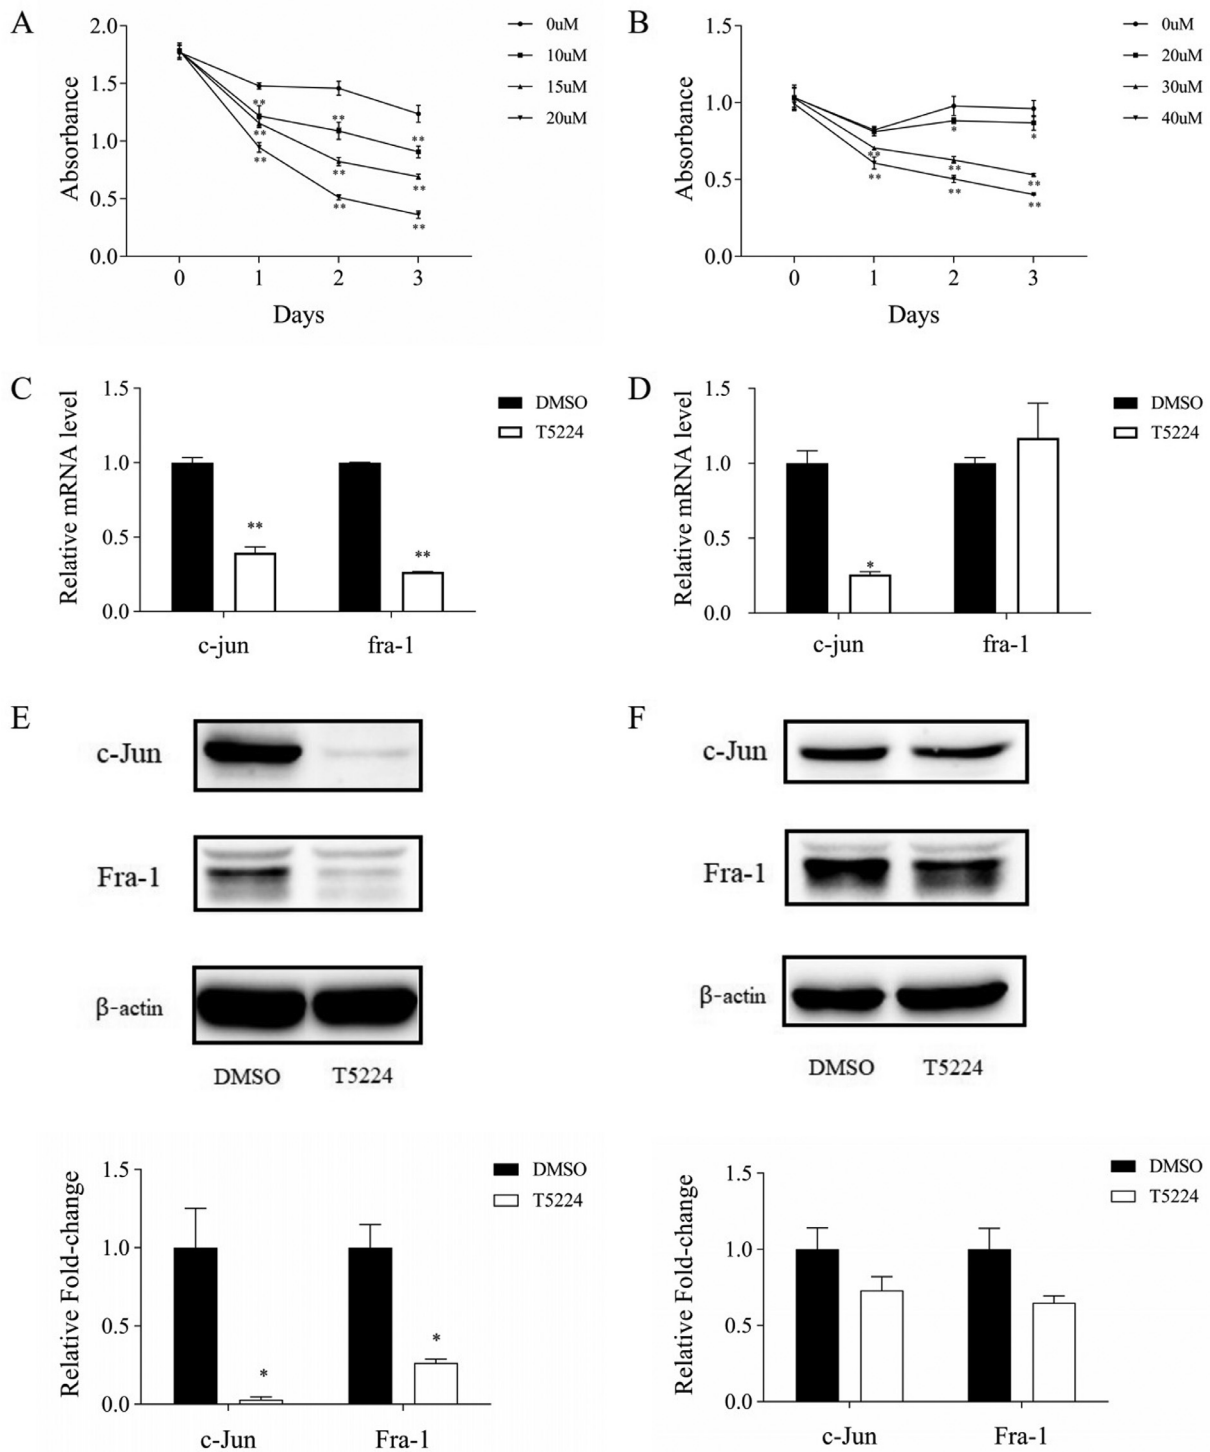 A
Absorbance
2.0
1.5
1.0
0.5
0.0
0 1 2 3
Days
** ** **
** ** **
** ** **
0uM
10uM
15uM
20uM
B
Absorbance
1.5
1.0
0.5
0.0
0 1 2 3
Days
* *
** ** **
** ** **
0uM
20uM
30uM
40uM
C
Relative mRNA level
1.5
1.0
0.5
0.0
** **
c-jun fra-1
DMSO
T5224
D
Relative mRNA level
1.5
1.0
0.5
0.0
*
c-jun fra-1
DMSO
T5224
E
c-Jun
Fra-1
β-actin
DMSO T5224
Relative Fold-change
1.5
1.0
0.5
0.0
* *
c-Jun Fra-1
DMSO
T5224
F
c-Jun
Fra-1
β-actin
DMSO T5224
Relative Fold-change
1.5
1.0
0.5
0.0
c-Jun Fra-1
DMSO
T5224